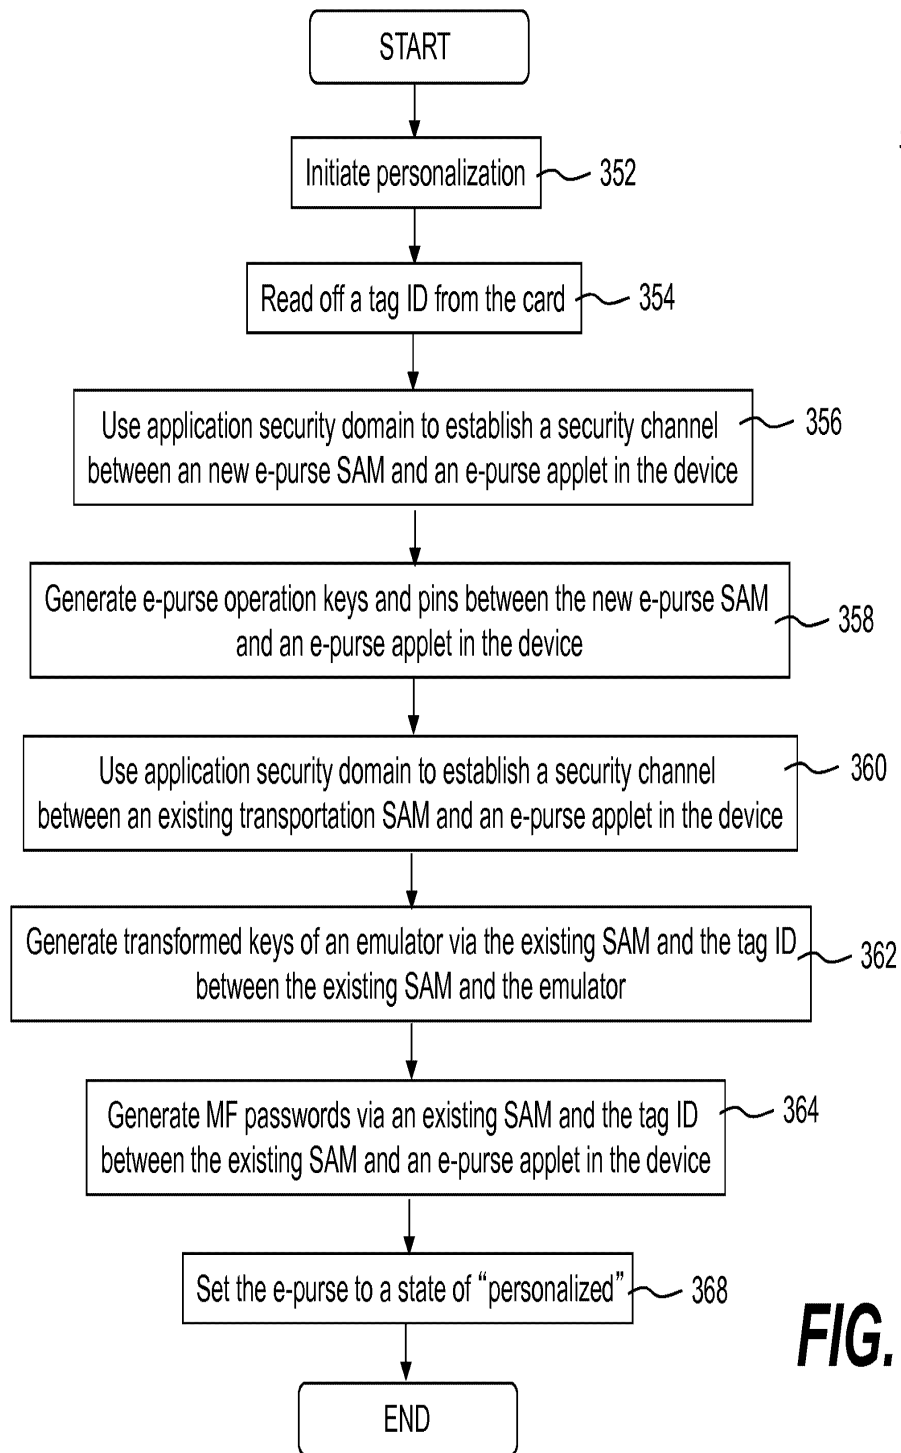 START
Initiate personalization
352
Read off a tag ID from the card
354
Use application security domain to establish a security channel
between an new e-purse SAM and an e-purse applet in the device
356
Generate e-purse operation keys and pins between the new e-purse SAM
and an e-purse applet in the device
358
Use application security domain to establish a security channel
between an existing transportation SAM and an e-purse applet in the device
360
Generate transformed keys of an emulator via the existing SAM and the tag ID
between the existing SAM and the emulator
362
Generate MF passwords via an existing SAM and the tag ID
between the existing SAM and an e-purse applet in the device
364
Set the e-purse to a state of “personalized”
368
FIG.
END